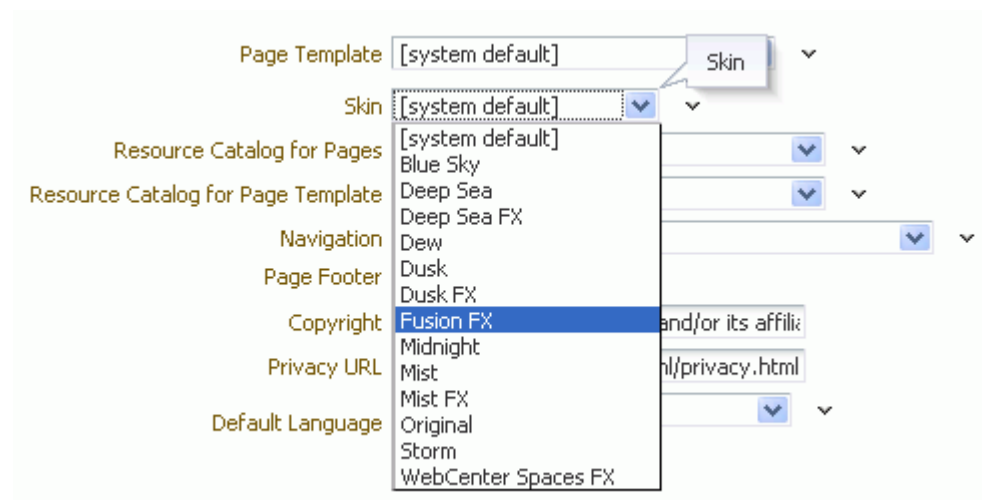 Page Template [system default]
Skin
Skin [system default]
[system default]
Resource Catalog for Pages
Blue Sky
Resource Catalog for Page Template
Deep Sea
Deep Sea FX
Navigation
Dew
Page Footer
Dusk
Dusk FX
Copyright
Fusion FX
and/or its affilia
Midnight
Privacy URL
Mist
nl/privacy.html
Mist FX
Default Language
Original
Storm
WebCenter Spaces FX